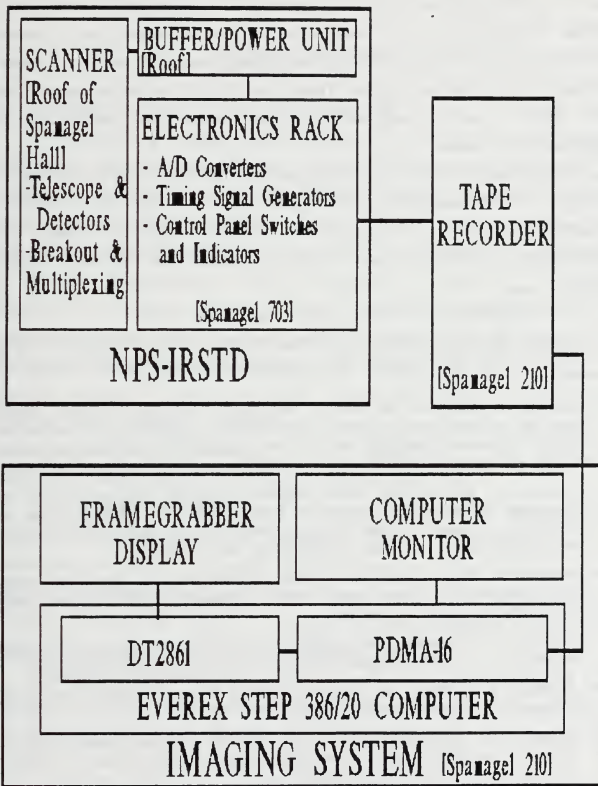 SCANNER
[Roof of
Spanagel
Hall]
-Telescope &
Detectors
-Breakout &
Multiplexing
BUFFER/POWER UNIT
[Roof]
ELECTRONICS RACK
- A/D Converters
- Timing Signal Generators
- Control Panel Switches
and Indicators
[Spanagel 703]
NPS-IRSTD
TAPE
RECORDER
[Spanagel 210]
FRAMEGRABBER
DISPLAY
COMPUTER
MONITOR
DT2861
PDMA-16
EVEREX STEP 386/20 COMPUTER
IMAGING SYSTEM [Spanagel 210]